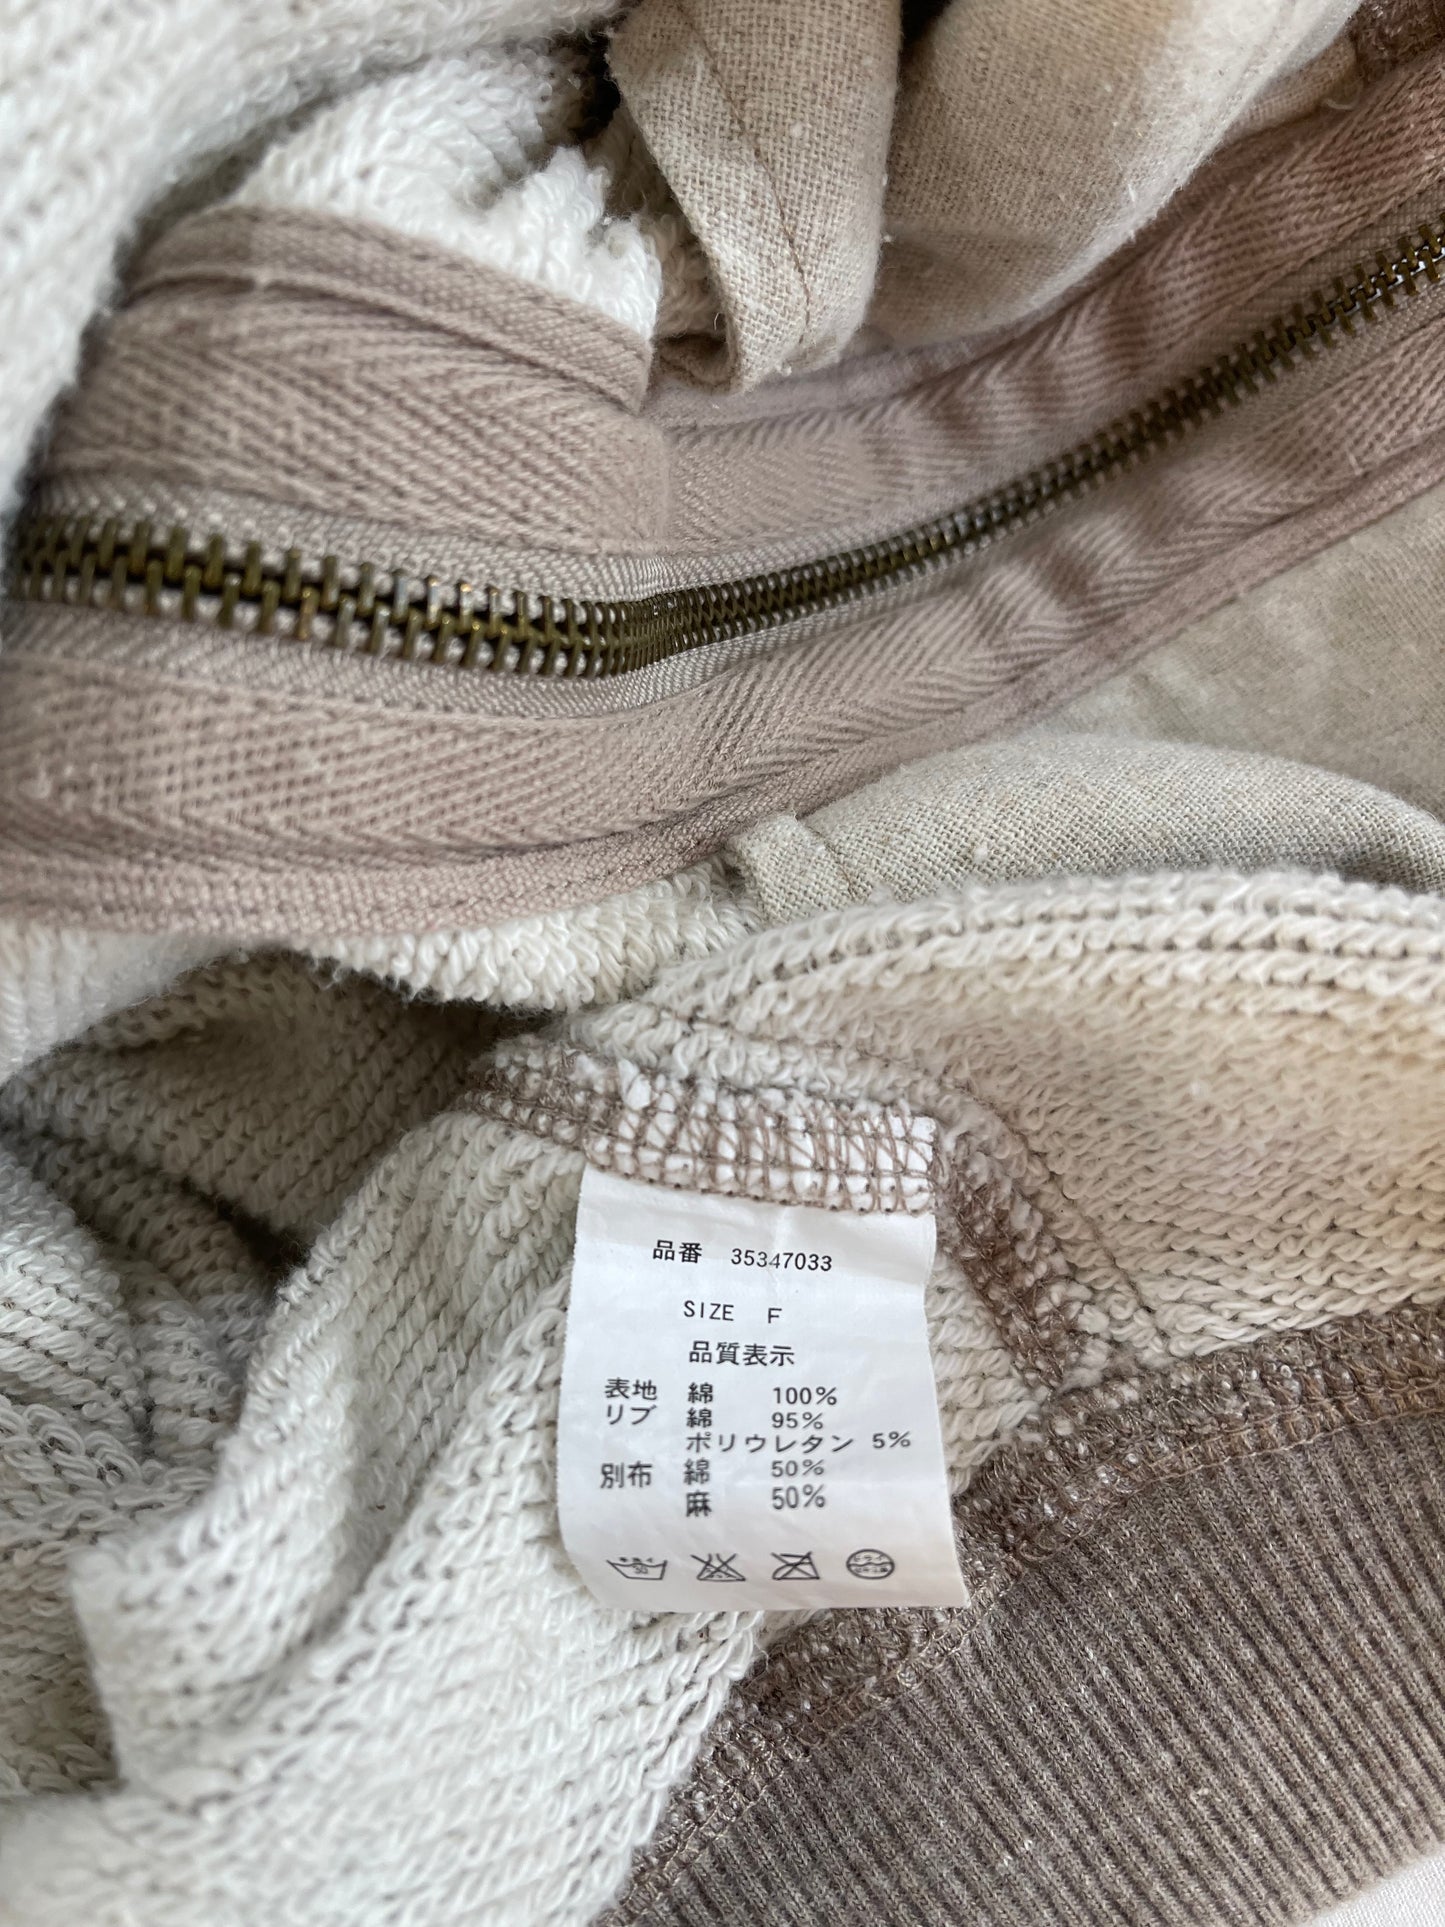 品番 35347033
SIZE F
品質表示
表地 綿 100%
リブ 綿 95%
ポリウレタン 5%
別布 綿 50%
麻 50%